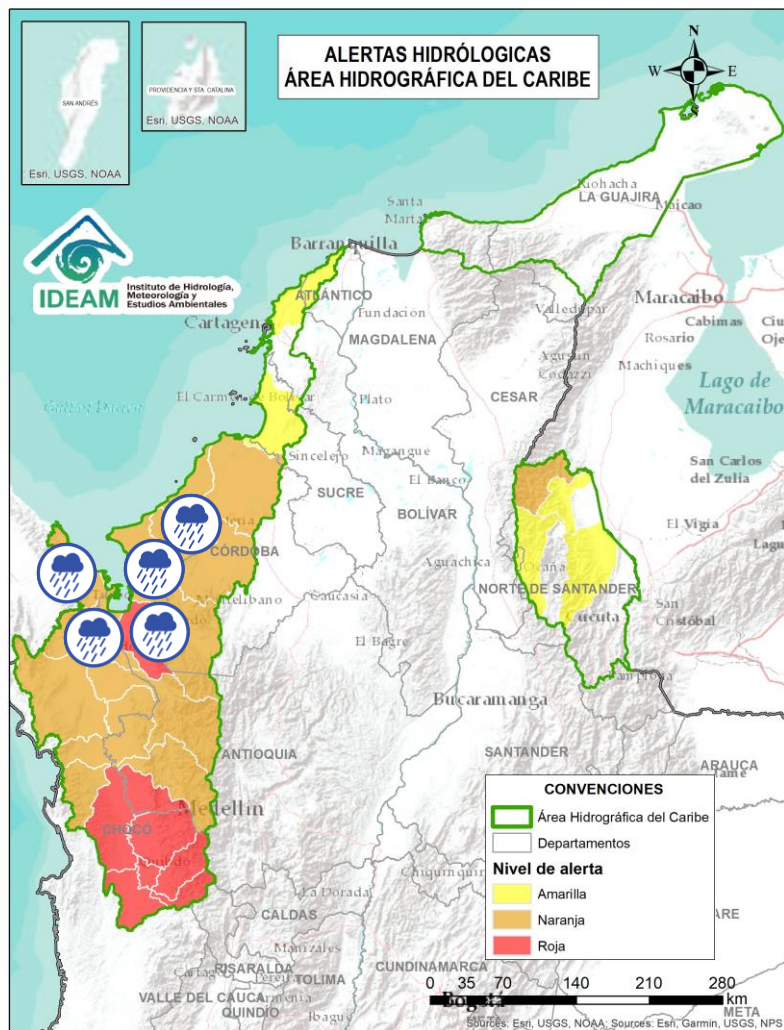 ALERTAS HIDRÓLOGICAS
ÁREA HIDROGRÁFICA DEL CARIBE
N
W
E
S
SAN ANDRÉS
Esri, USGS, NOAA
PROVIDENCIA Y STA. CATALINA
Esri, USGS, NOAA
IDEAM
Instituto de Hidrología,
Meteorología y
Estudios Ambientales
Riohacha
LA GUAJIRA
Maicao
Santa
Marta
Barranquilla
ATLÁNTICO
Fundación
Valledupar
Maracaibo
Cabimas
Rosario
Machiques
MAGDALENA
Agustín
Codazzi
CESAR
Lago de
Maracaibo
El Carmen de Bolívar
Plato
Sincelejo
Magangue
El Banco
San Carlos
del Zulia
SUCRE
BOLÍVAR
El Vigia
CÓRDOBA
Aguachica
Ocaña
NORTE DE SANTANDER
Caucasia
Cúcuta
San
Cristóbal
El Bagre
Bucaramanga
ANTIOQUIA
SANTANDER
ARAUCA
Medellín
CHOCÓ
Quibdó
La Dorada
CALDAS
Manizales
RISARALDA
TOLIMA
CUNDINAMARCA
VALLE DEL CAUCA
Armenia
QUINDÍO
Ibague
Bogotá
META
CONVENCIONES
Área Hidrográfica del Caribe
Departamentos
Nivel de alerta
Amarilla
Naranja
Roja
0 35 70 140 210 280
km
Sources: Esri, USGS, NOAA; Sources: Esri, Garmin, USGS, NPS